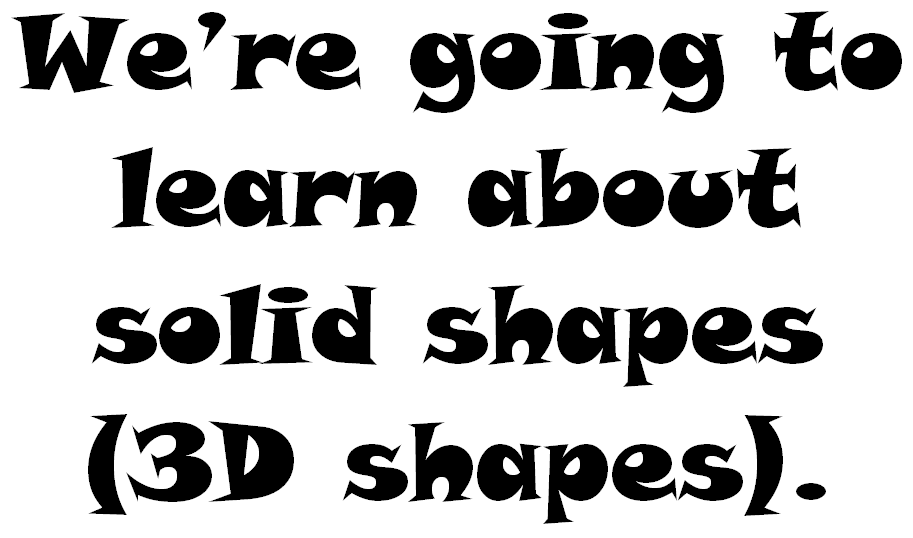 We're going to
learn about
solid shapes
(3D shapes).